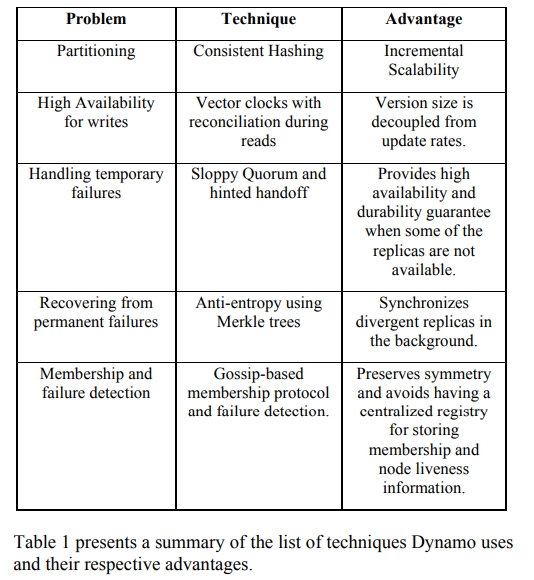 Problem Technique Advantage
Partitioning Consistent Hashing Incremental
Scalability
High Availability
for writes
Vector clocks with
reconciliation during
reads
Version size is
decoupled from
update rates.
Handling temporary
failures
Sloppy Quorum and
hinted handoff
Provides high
availability and
durability guarantee
when some of the
replicas are not
available.
Recovering from
permanent failures
Anti-entropy using
Merkle trees
Synchronizes
divergent replicas in
the background.
Membership and
failure detection
Gossip-based
membership protocol
and failure detection.
Preserves symmetry
and avoids having a
centralized registry
for storing
membership and
node liveness
information.
Table 1 presents a summary of the list of techniques Dynamo uses
and their respective advantages.